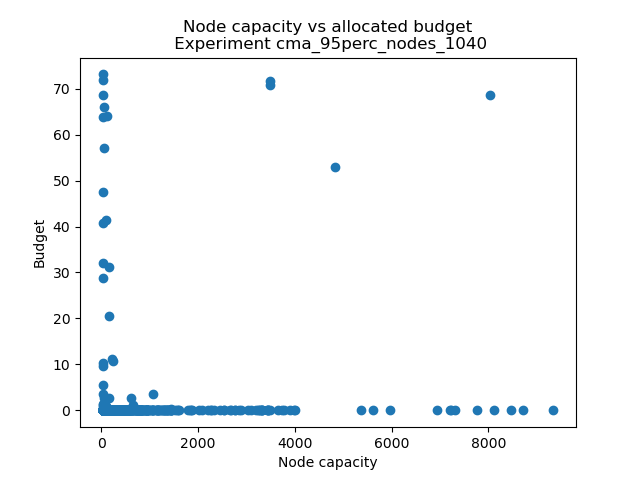 Node capacity vs allocated budget
Experiment cma_95perc_nodes_1040
70
60
50
40
30
20
10
0
Budget
0 2000 4000 6000 8000
Node capacity